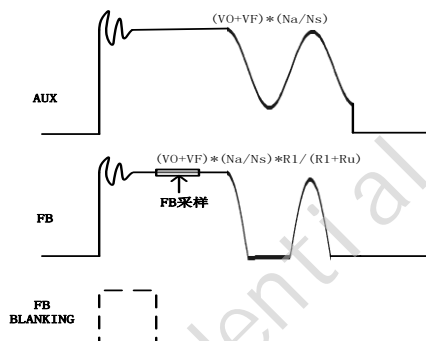 (VO+VF)*(Na/Ns)
AUX
(VO+VF)*(Na/Ns)*R1/(R1+Ru)
FB采样
FB
FB
BLANKING
dential